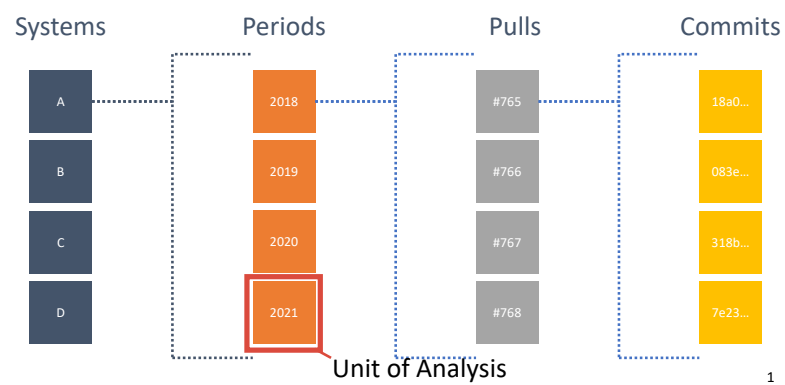 Systems Periods Pulls Commits
A 2018 #765 18a0...
B 2019 #766 083e...
C 2020 #767 318b...
D 2021 #768 7e23...
Unit of Analysis
1